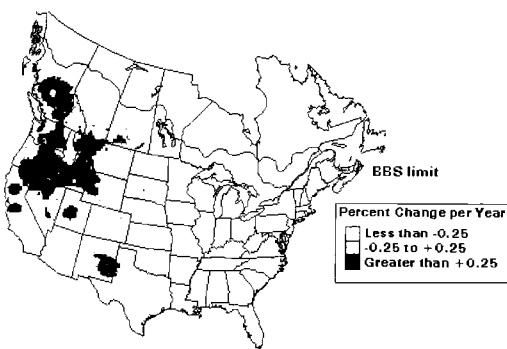 BBS limit
Percent Change per Year
Less than -0.25
-0.25 to +0.25
Greater than +0.25